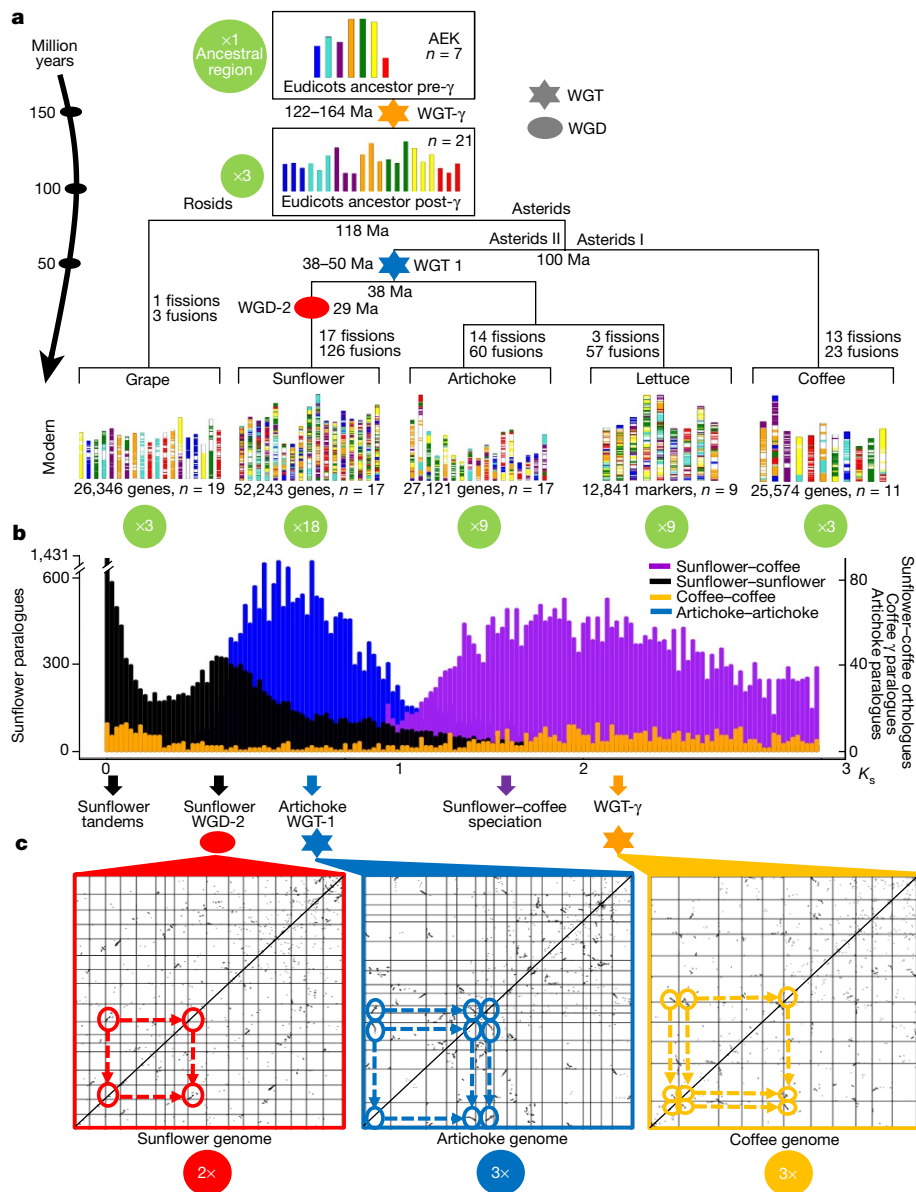 a
Million
years
150
100
50
Modern
×1
Ancestral
region
AEK
n = 7
Eudicots ancestor pre-γ
122–164 Ma
WGT-γ
WGT
WGD
×3
n = 21
Eudicots ancestor post-γ
Rosids
Asterids
118 Ma
Asterids II
Asterids I
100 Ma
38–50 Ma
WGT 1
38 Ma
WGD-2
29 Ma
1 fissions
3 fusions
17 fissions
126 fusions
14 fissions
60 fusions
3 fissions
57 fusions
13 fissions
23 fusions
Grape
Sunflower
Artichoke
Lettuce
Coffee
26,346 genes, n = 19
52,243 genes, n = 17
27,121 genes, n = 17
12,841 markers, n = 9
25,574 genes, n = 11
×3
×18
×9
×9
×3
b
1,431
600
300
0
Sunflower paralogues
Sunflower–coffee
Sunflower–sunflower
Coffee–coffee
Artichoke–artichoke
80
40
0
Sunflower–coffee orthologues
Coffee γ paralogues
Artichoke paralogues
0
1
2
3
Ks
Sunflower
tandems
Sunflower
WGD-2
Artichoke
WGT-1
Sunflower–coffee
speciation
WGT-γ
c
Sunflower genome
Artichoke genome
Coffee genome
2×
3×
3×